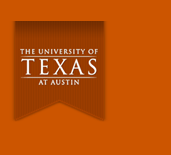 THE UNIVERSITY OF
TEXAS
AT AUSTIN